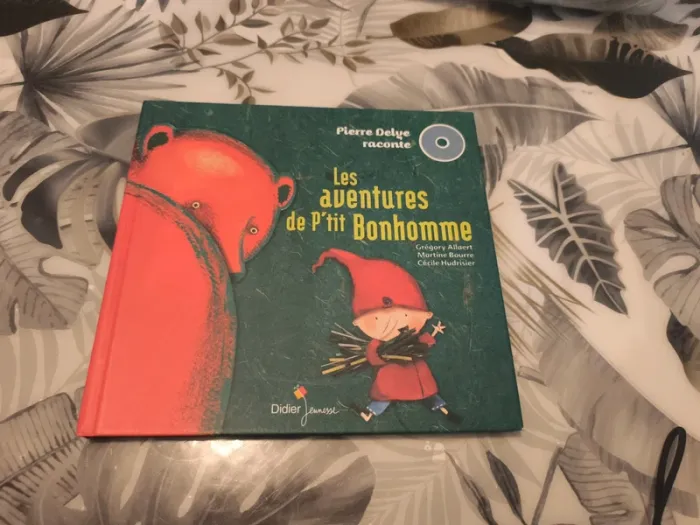 Pierre Delye
raconte
Les
aventures
de P'tit Bonhomme
Grégory Allaert
Martine Bourre
Cécile Hudrisier
Didier Jeunesse